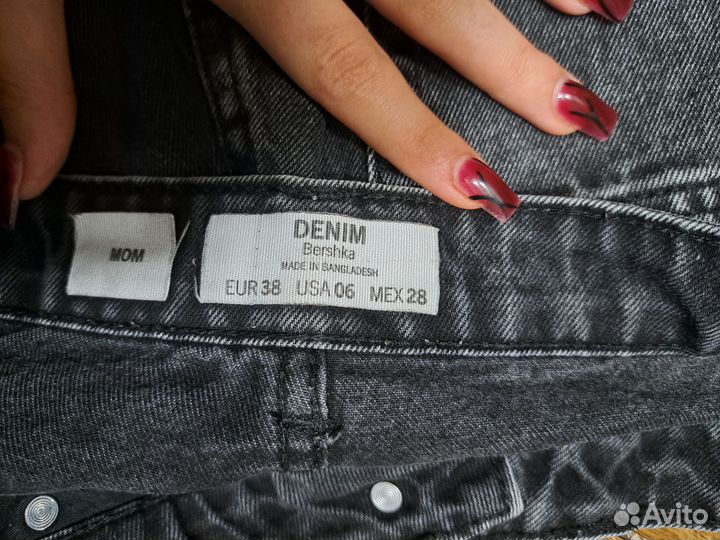 MOM
DENIM
Bershka
MADE IN BANGLADESH
EUR 38 USA 06 MEX 28
Avito